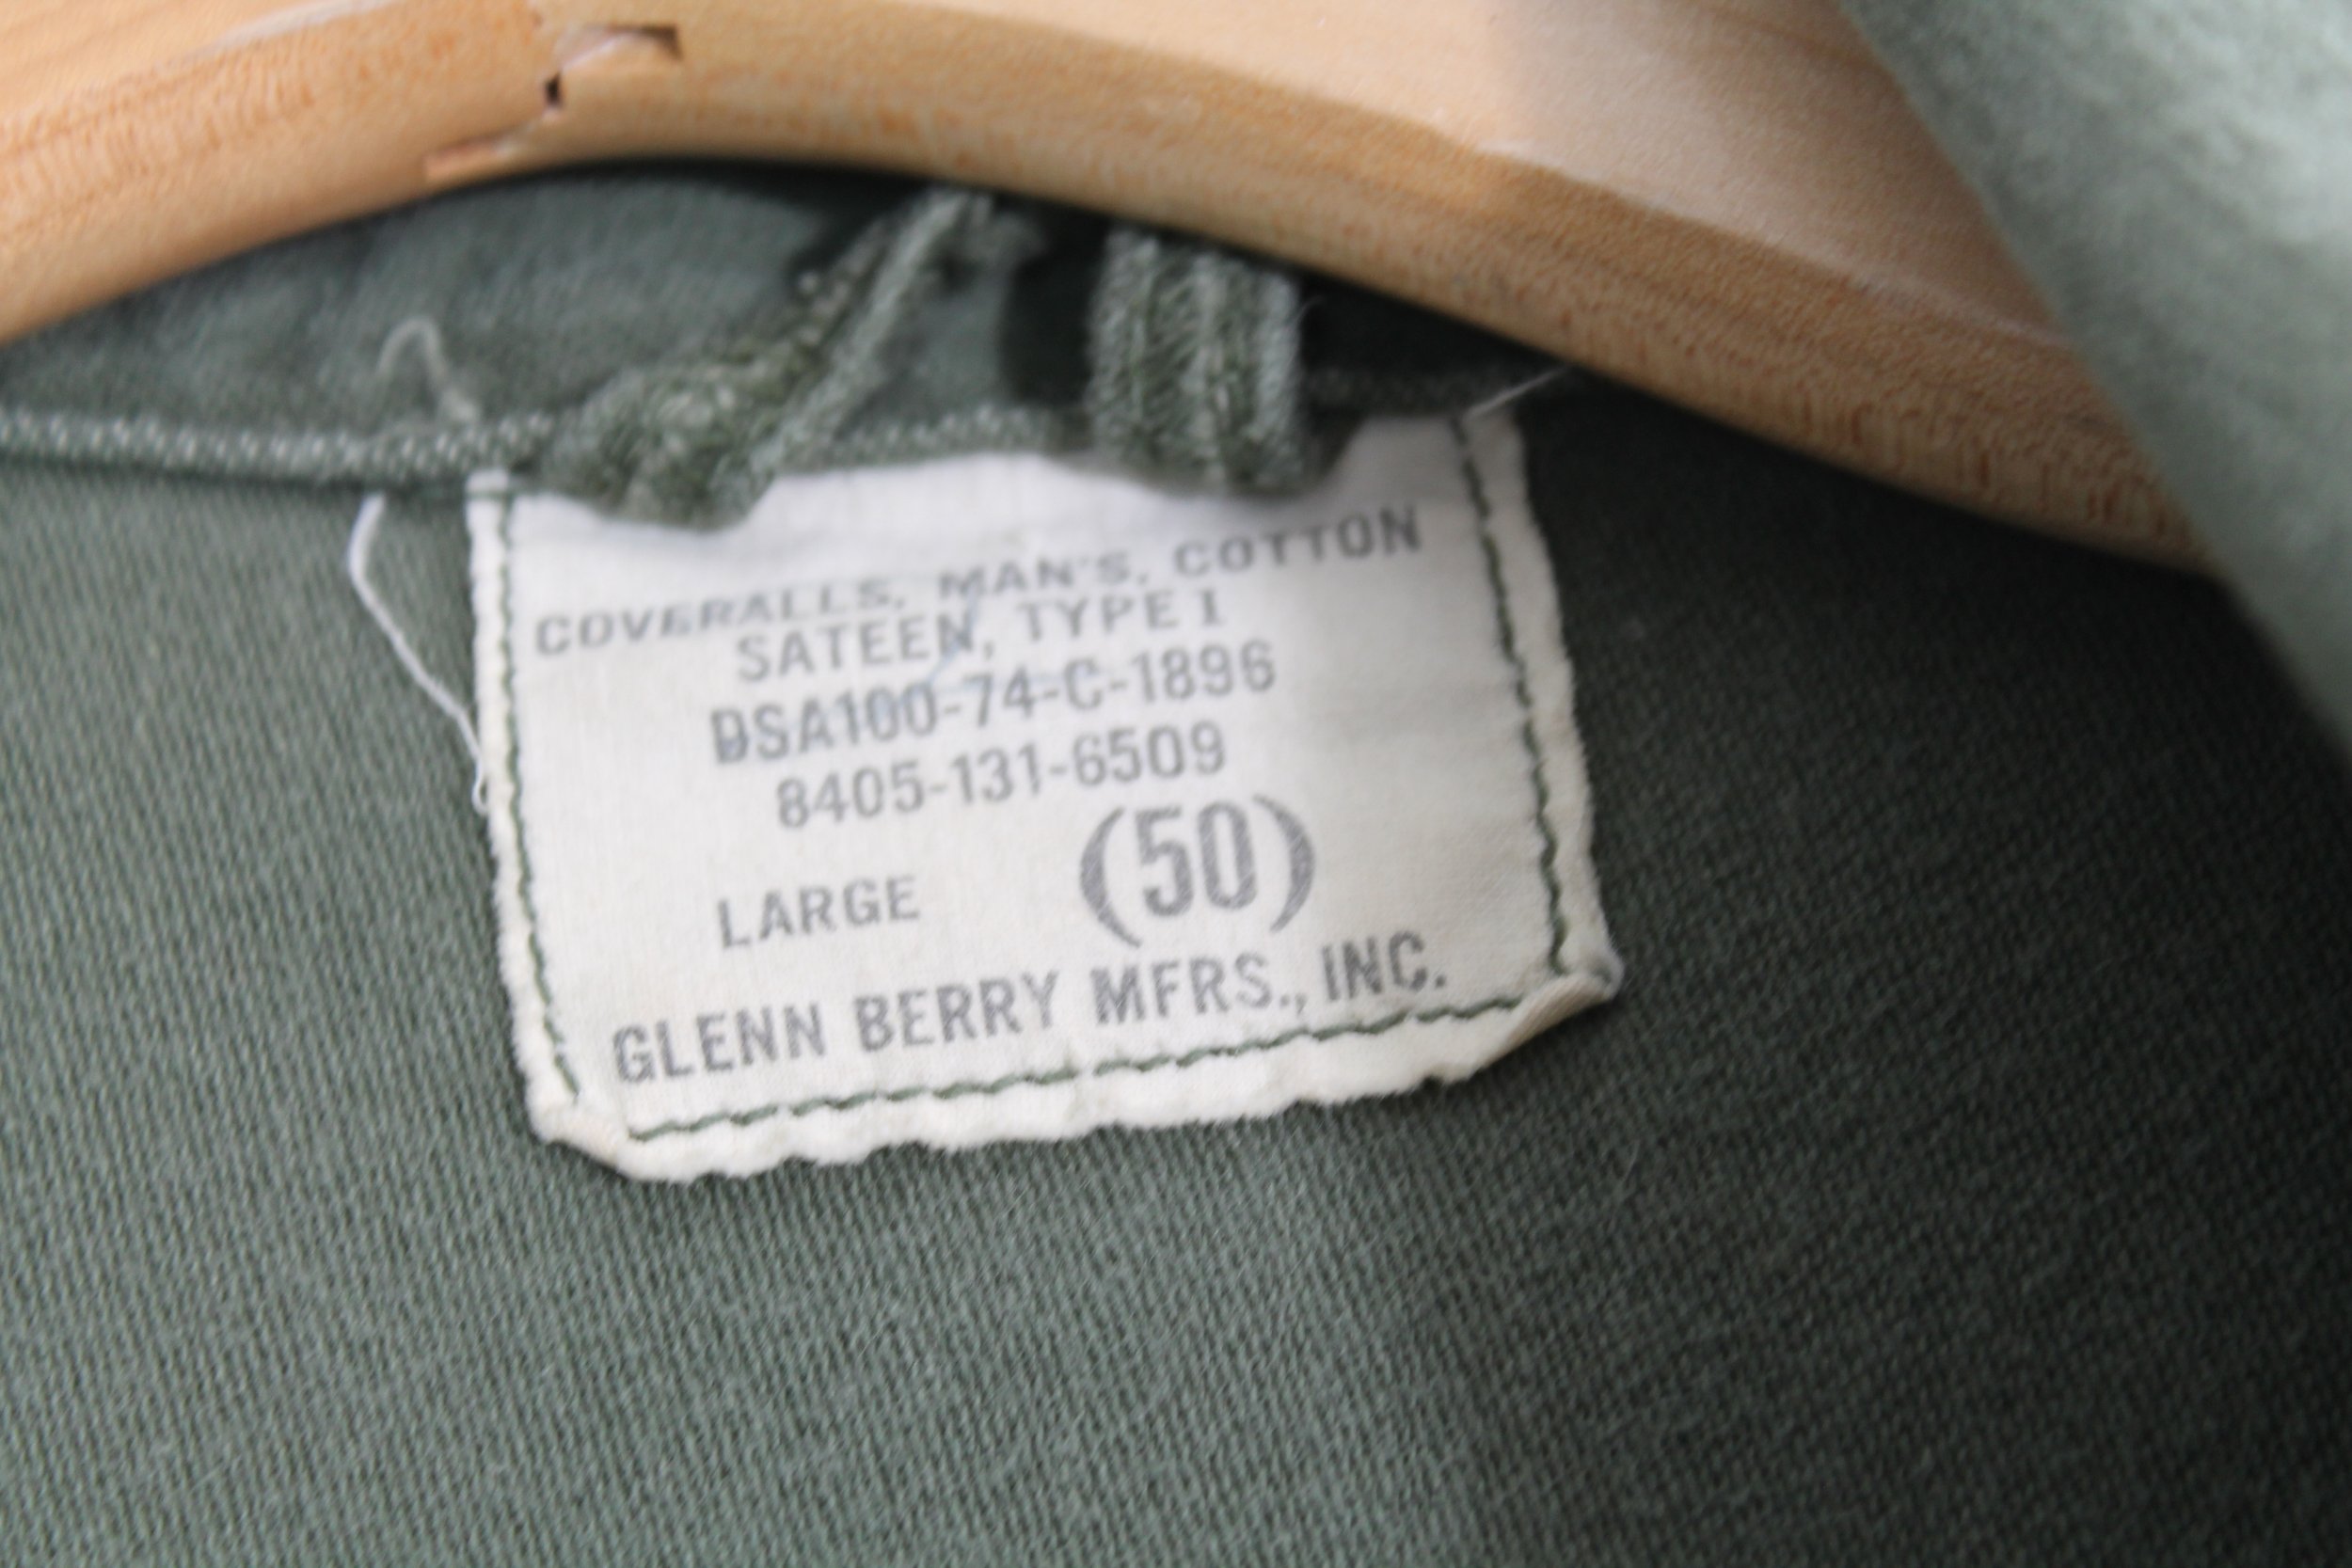 COVERALLS, MAN'S, COTTON
SATEEN, TYPE I
DSA100-74-C-1896
8405-131-6509
LARGE (50)
GLENN BERRY MFRS., INC.